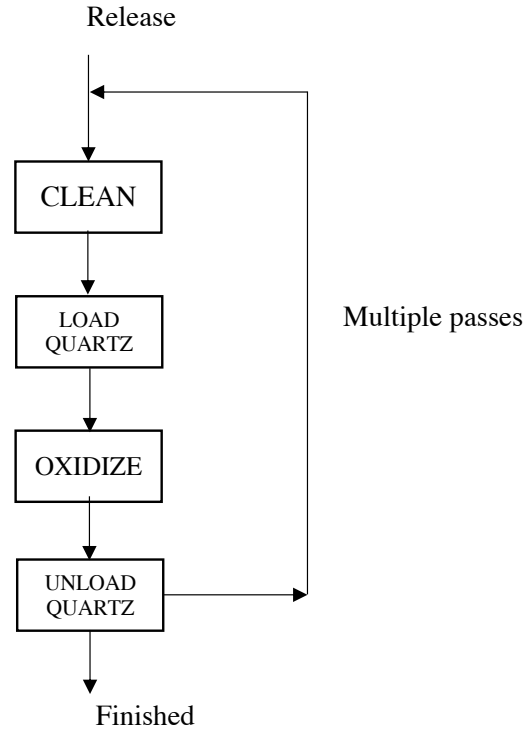 Release
CLEAN
LOAD
QUARTZ
Multiple passes
OXIDIZE
UNLOAD
QUARTZ
Finished